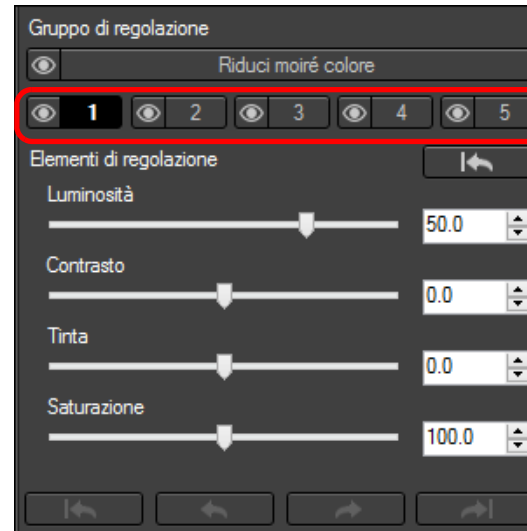 Gruppo di regolazione
Riduci moiré colore
1 2 3 4 5
Elementi di regolazione
Luminosità
50.0
Contrasto
0.0
Tinta
0.0
Saturazione
100.0